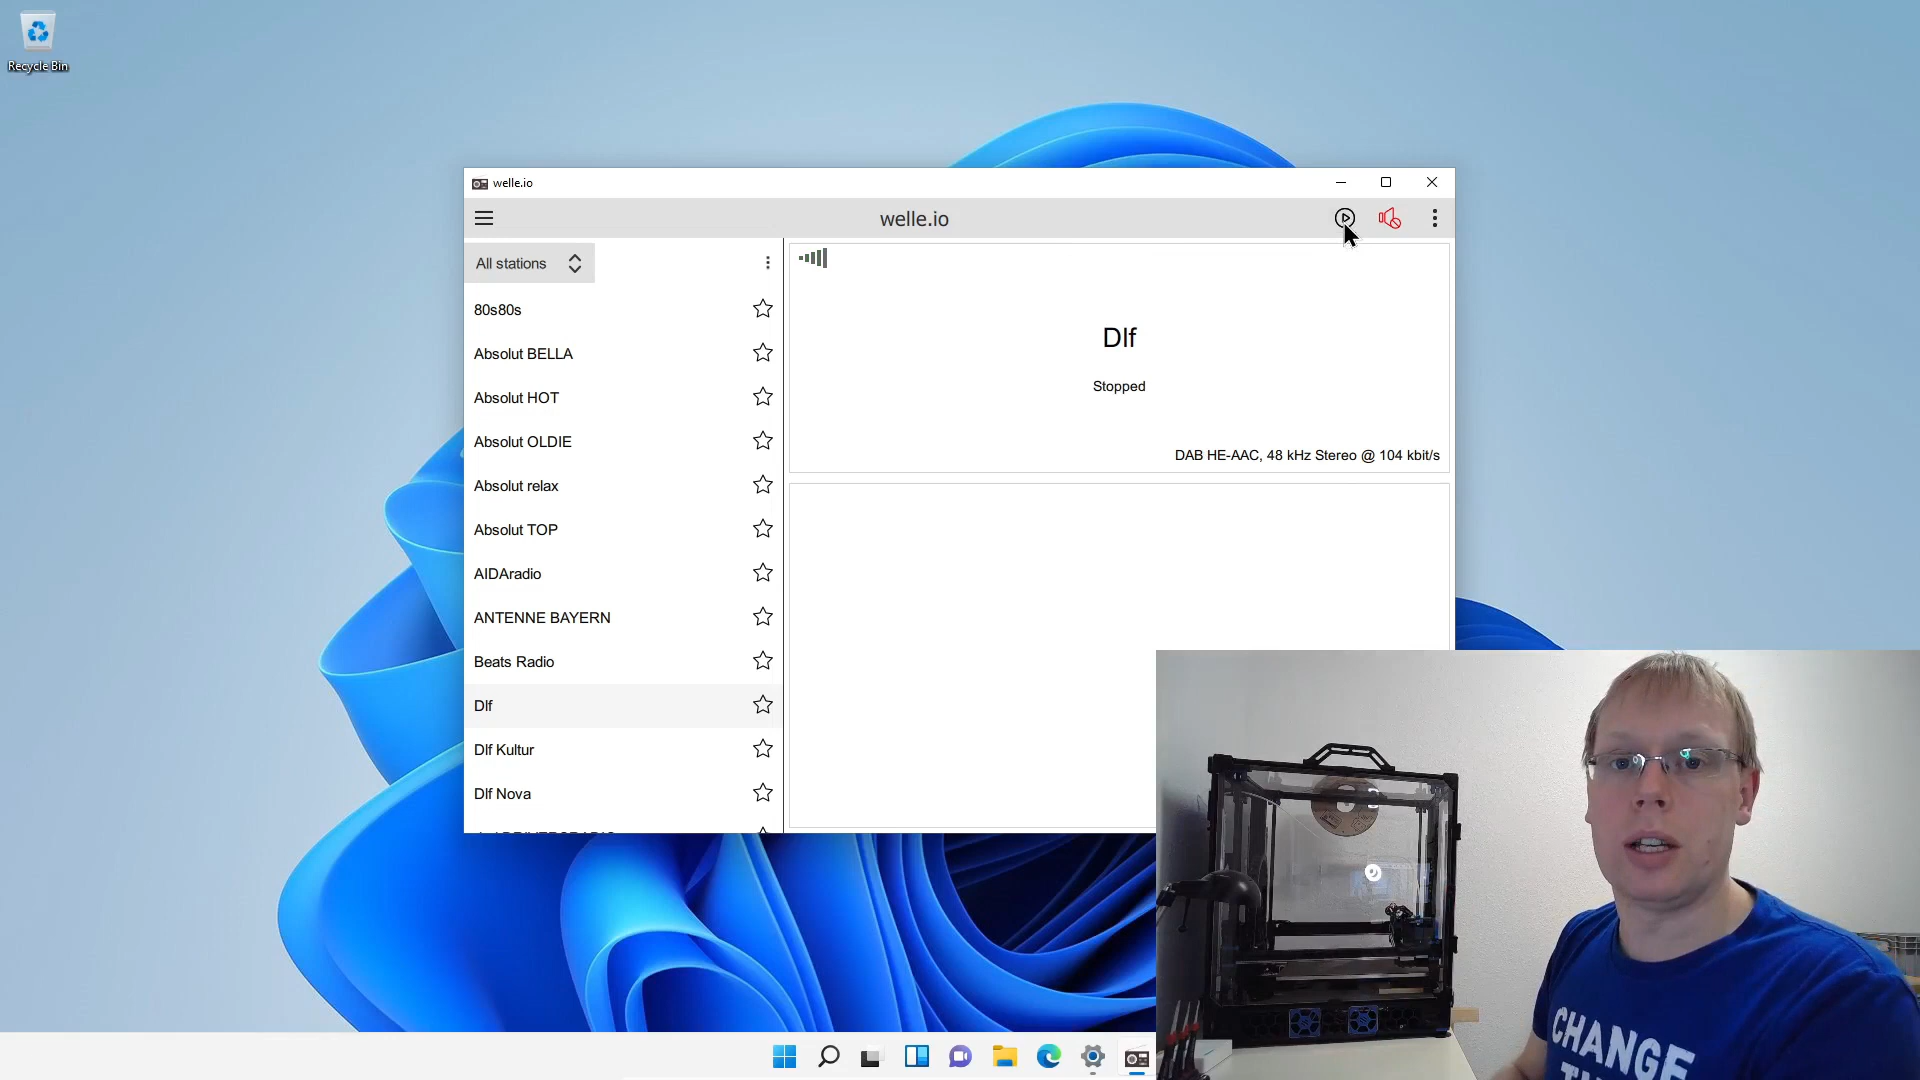 Recycle Bin
welle.io
welle.io
All stations
80s80s
Absolut BELLA
Absolut HOT
Absolut OLDIE
Absolut relax
Absolut TOP
AIDAradio
ANTENNE BAYERN
Beats Radio
Dlf
Dlf Kultur
Dlf Nova
Dlf
Stopped
DAB HE-AAC, 48 kHz Stereo @ 104 kbit/s
CHANGE